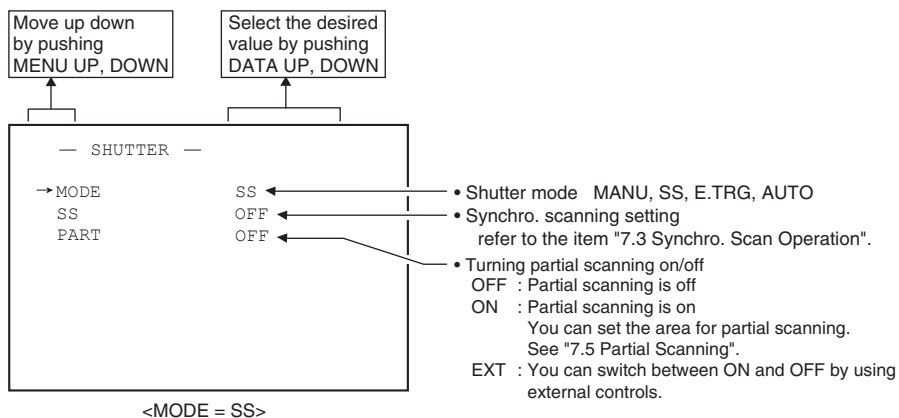 Move up down
by pushing
MENU UP, DOWN
Select the desired
value by pushing
DATA UP, DOWN
— SHUTTER —
→MODE SS
SS OFF
PART OFF
• Shutter mode MANU, SS, E.TRG, AUTO
• Synchro. scanning setting
refer to the item "7.3 Synchro. Scan Operation".
• Turning partial scanning on/off
OFF : Partial scanning is off
ON : Partial scanning is on
You can set the area for partial scanning.
See "7.5 Partial Scanning".
EXT : You can switch between ON and OFF by using
external controls.
<MODE = SS>